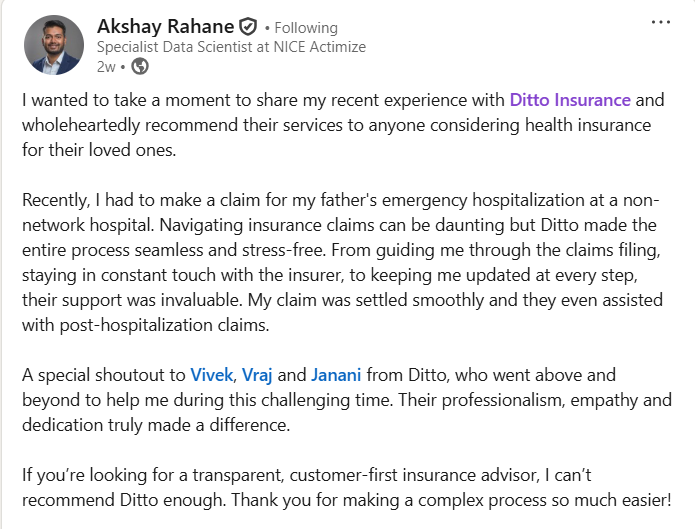 Akshay Rahane • Following
Specialist Data Scientist at NICE Actimize
2w •
I wanted to take a moment to share my recent experience with Ditto Insurance and
wholeheartedly recommend their services to anyone considering health insurance
for their loved ones.
Recently, I had to make a claim for my father's emergency hospitalization at a non-
network hospital. Navigating insurance claims can be daunting but Ditto made the
entire process seamless and stress-free. From guiding me through the claims filing,
staying in constant touch with the insurer, to keeping me updated at every step,
their support was invaluable. My claim was settled smoothly and they even assisted
with post-hospitalization claims.
A special shoutout to Vivek, Vraj and Janani from Ditto, who went above and
beyond to help me during this challenging time. Their professionalism, empathy and
dedication truly made a difference.
If you’re looking for a transparent, customer-first insurance advisor, I can’t
recommend Ditto enough. Thank you for making a complex process so much easier!